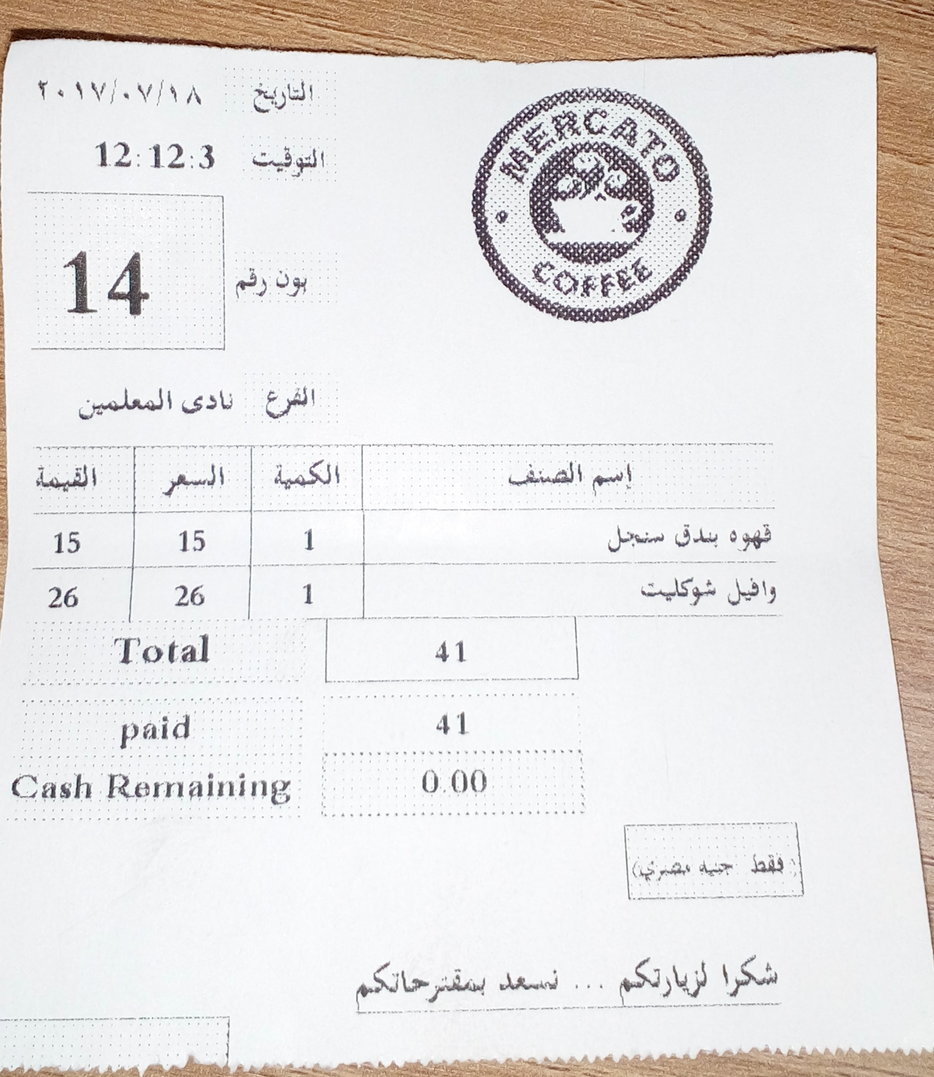 MERCATO
COFFEE
التاريخ ٢٠١٧/٠٧/١٨
التوقيت 12:12:3
بون رقم 14
الفرع نادى المعلمين
إسم الصنف الكمية السعر القيمة
قهوه بندق سنجل 1 15 15
وافيل شوكليت 1 26 26
Total 41
paid 41
Cash Remaining 0.00
(فقط جنيه مصري)
شكرا لزيارتكم ... نسعد بمقترحاتكم